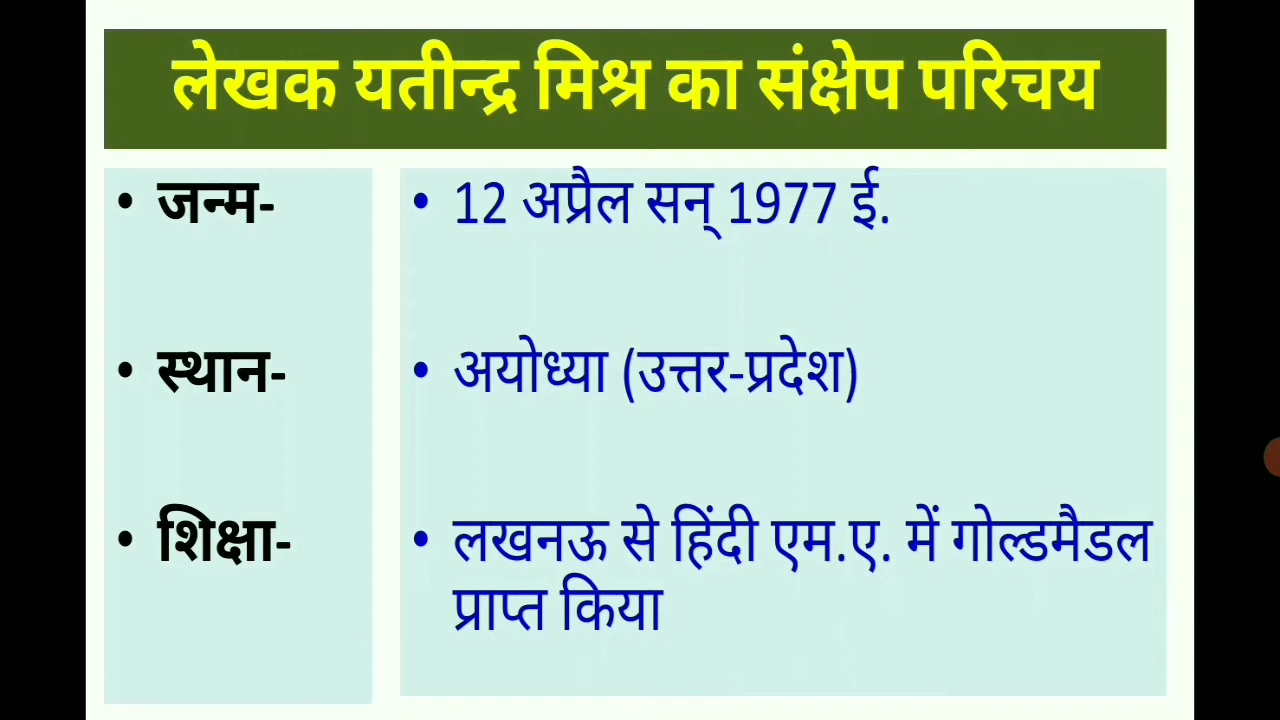 लेखक यतीन्द्र मिश्र का संक्षेप परिचय
• जन्म-
• 12 अप्रैल सन् 1977 ई.
• स्थान-
• अयोध्या (उत्तर-प्रदेश)
• शिक्षा-
• लखनऊ से हिंदी एम.ए. में गोल्डमैडल
प्राप्त किया